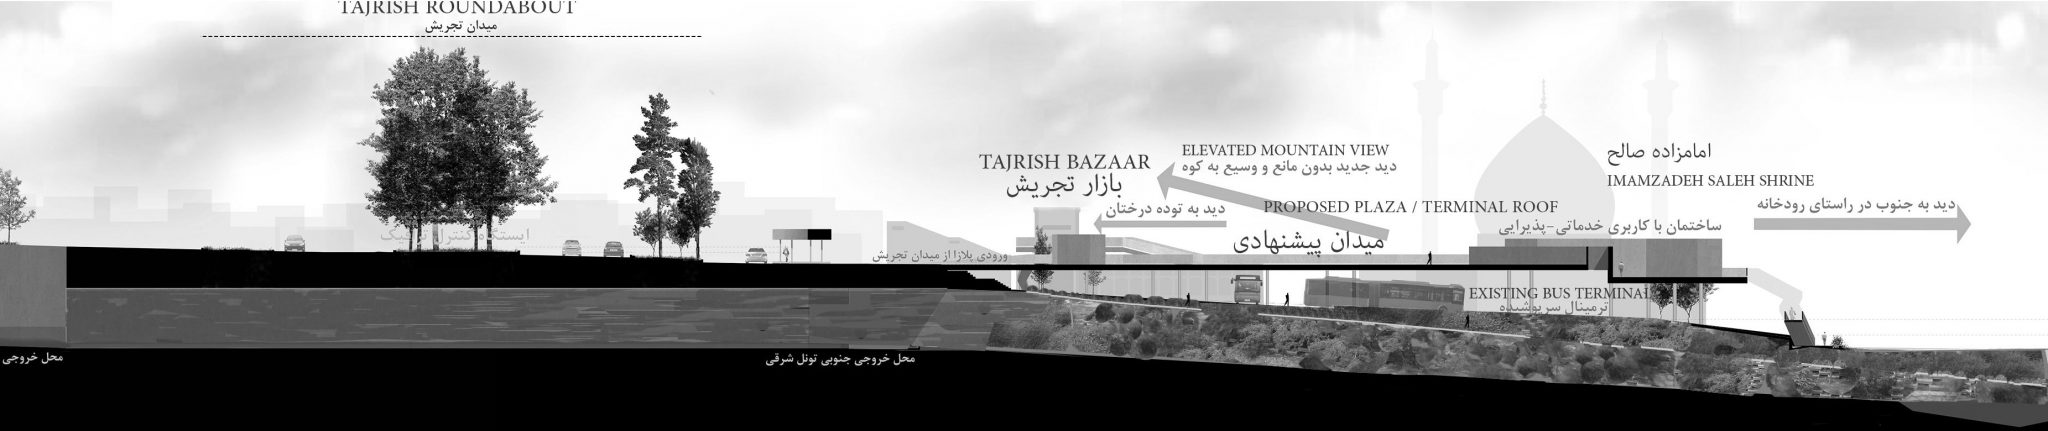 TAJRISH ROUNDABOUT
میدان تجریش
TAJRISH BAZAAR
بازار تجریش
ELEVATED MOUNTAIN VIEW
دید جدید بدون مانع و وسیع به کوه
امامزاده صالح
IMAMZADEH SALEH SHRINE
دید به توده درختان
PROPOSED PLAZA / TERMINAL ROOF
میدان پیشنهادی
ساختمان با کاربری خدماتی-پذیرایی
دید به جنوب در راستای رودخانه
ایستگاه
ورودی پلازا از میدان تجریش
EXISTING BUS TERMINAL
ترمینال سرپوشیده
محل خروجی
محل خروجی جنوبی تونل شرقی